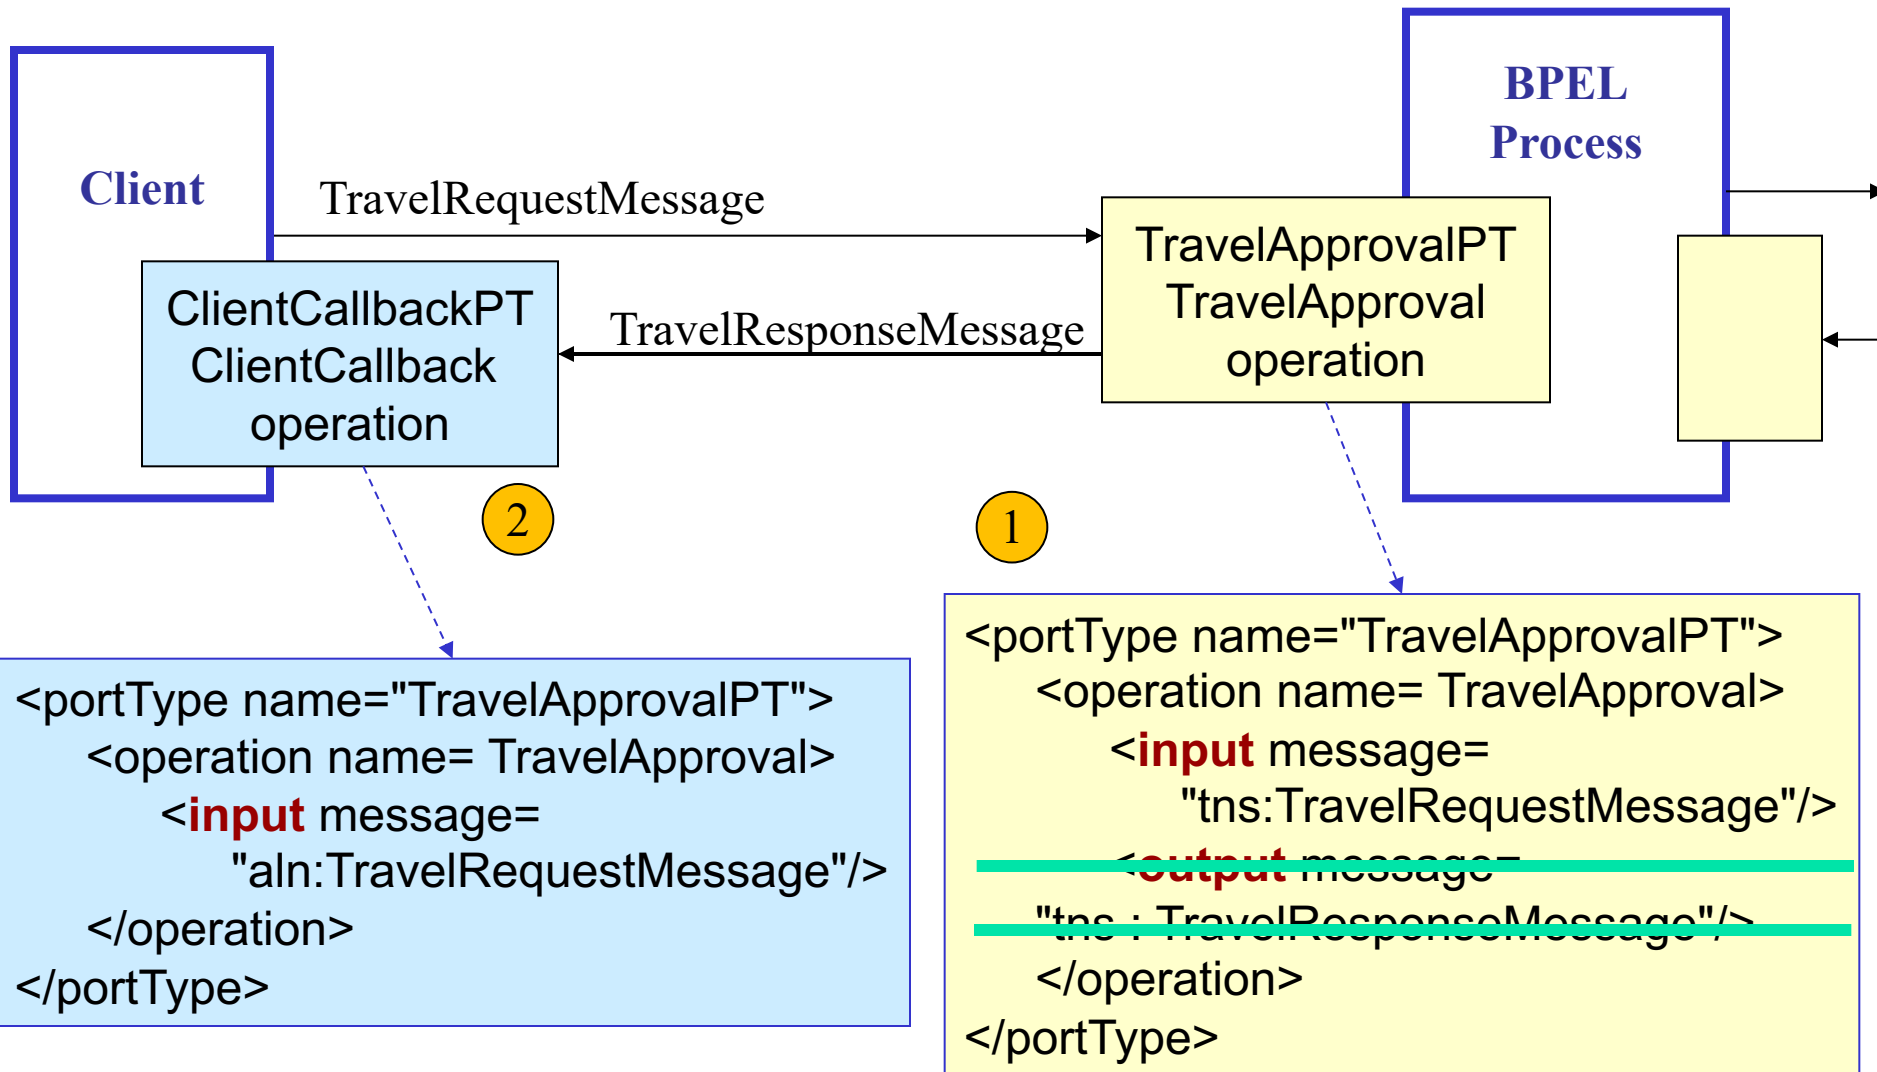 BPEL
Process
Client
TravelRequestMessage
TravelApprovalPT
TravelApproval
operation
ClientCallbackPT
ClientCallback
operation
TravelResponseMessage
2
1
<portType name="TravelApprovalPT">
<operation name= TravelApproval>
<input message=
"aln:TravelRequestMessage"/>
</operation>
</portType>
<portType name="TravelApprovalPT">
<operation name= TravelApproval>
<input message=
"tns:TravelRequestMessage"/>
<output message=
"tns : TravelResponseMessage"/>
</operation>
</portType>